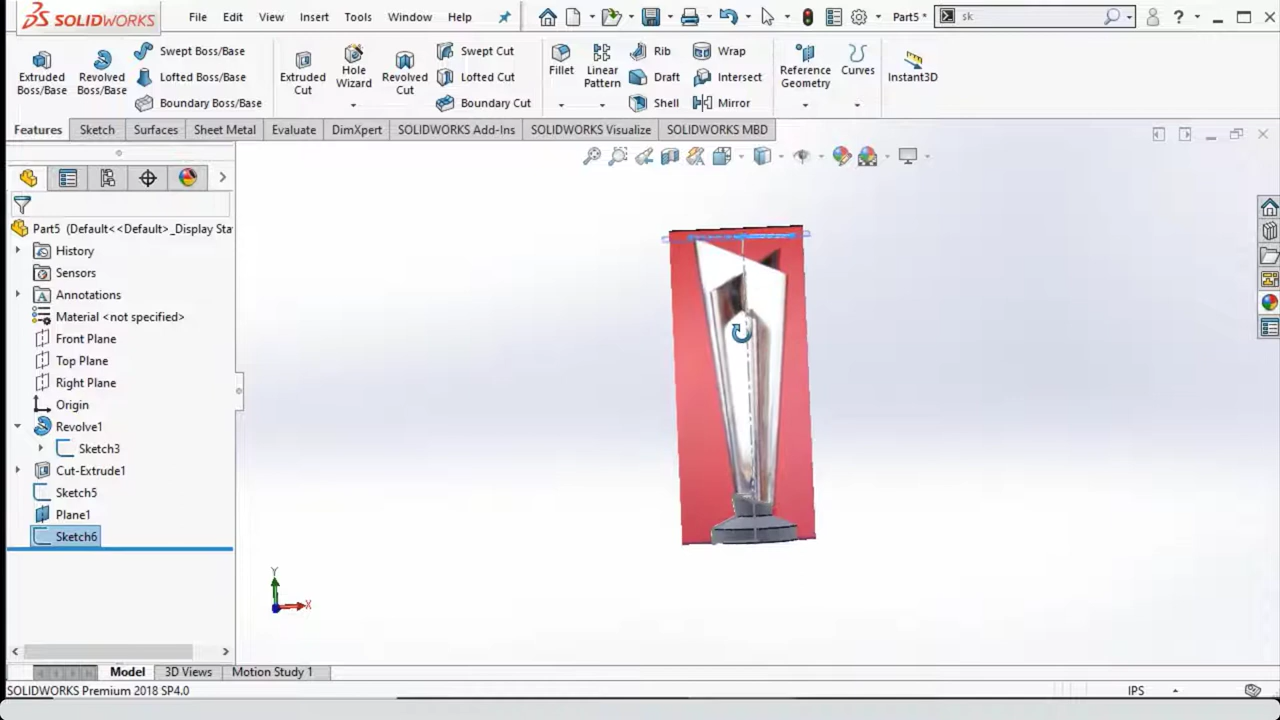 SOLIDWORKS File Edit View Insert Tools Window Help Part5 * sk ?
Extruded Boss/Base Revolved Boss/Base Swept Boss/Base Lofted Boss/Base Boundary Boss/Base Extruded Cut Hole Wizard Revolved Cut Swept Cut Lofted Cut Boundary Cut Fillet Linear Pattern Rib Draft Shell Wrap Intersect Mirror Reference Geometry Curves Instant3D
Features Sketch Surfaces Sheet Metal Evaluate DimXpert SOLIDWORKS Add-Ins SOLIDWORKS Visualize SOLIDWORKS MBD
Part5 (Default<<Default>_Display Sta
History
Sensors
Annotations
Material <not specified>
Front Plane
Top Plane
Right Plane
Origin
Revolve1
Sketch3
Cut-Extrude1
Sketch5
Plane1
Sketch6
Y
X
Model 3D Views Motion Study 1
SOLIDWORKS Premium 2018 SP4.0 IPS